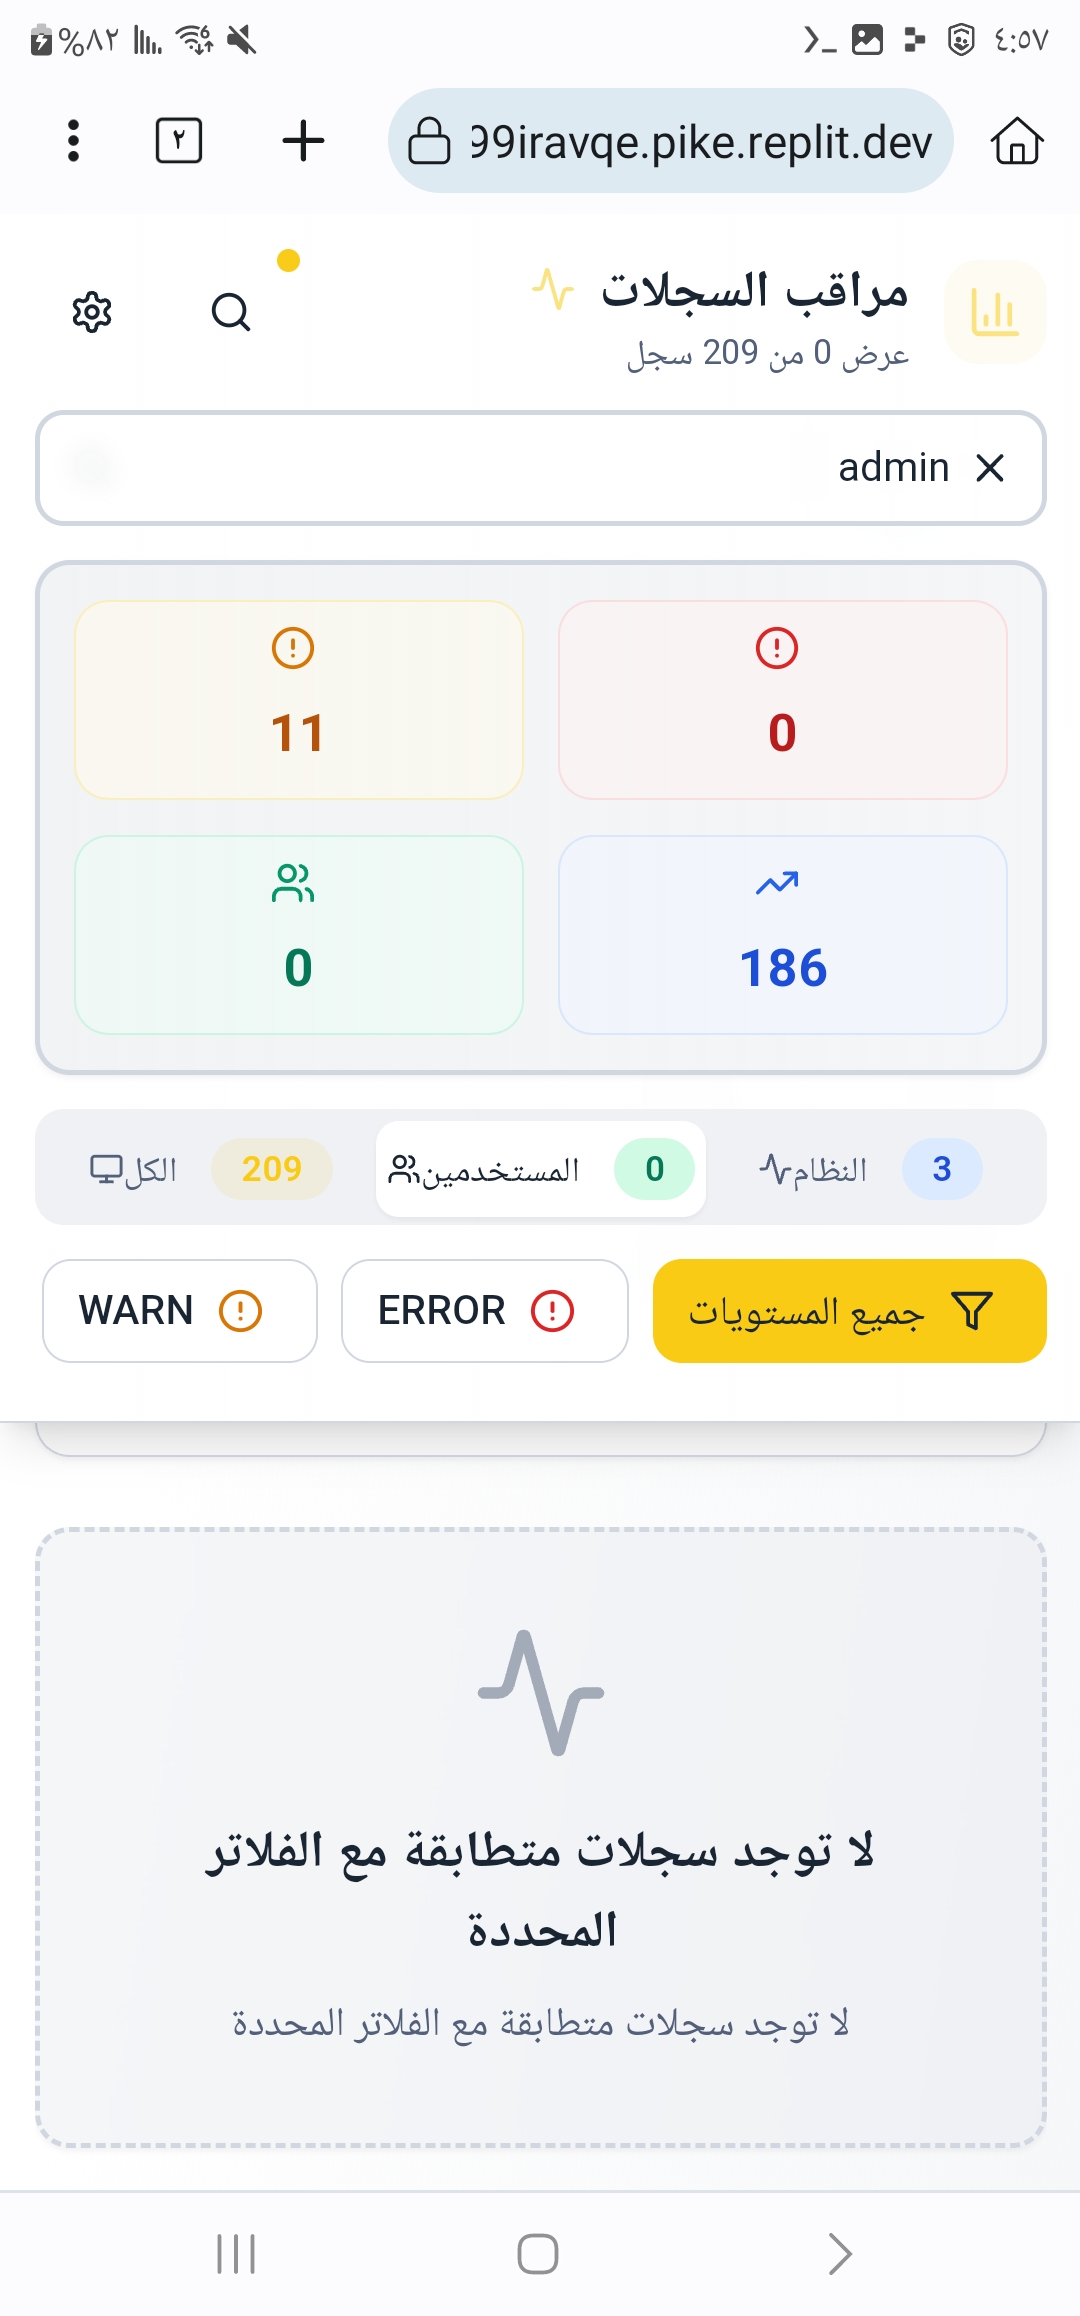 %٨٢
6
٤:٥٧
٢
99iravqe.pike.replit.dev
مراقب السجلات
عرض 0 من 209 سجل
admin
0
11
186
0
النظام 3
المستخدمين 0
الكل 209
جميع المستويات
ERROR
WARN
لا توجد سجلات متطابقة مع الفلاتر
المحددة
لا توجد سجلات متطابقة مع الفلاتر المحددة